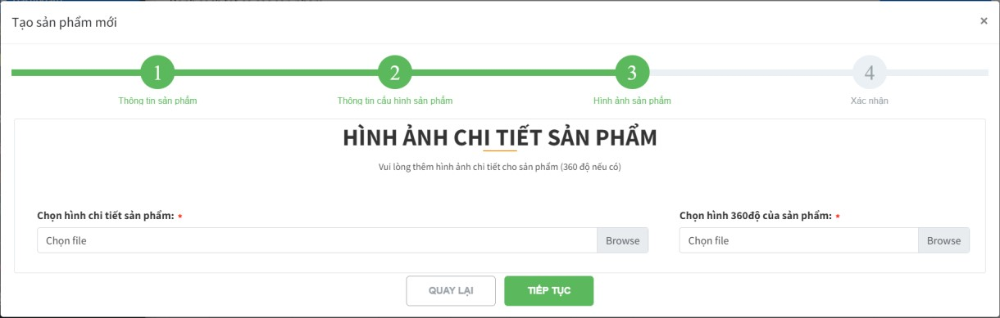 Tạo sản phẩm mới
×
1
2
3
4
Thông tin sản phẩm
Thông tin cấu hình sản phẩm
Hình ảnh sản phẩm
Xác nhận
HÌNH ẢNH CHI TIẾT SẢN PHẨM
Vui lòng thêm hình ảnh chi tiết cho sản phẩm (360 độ nếu có)
Chọn hình chi tiết sản phẩm: *
Chọn hình 360độ của sản phẩm: *
Chọn file Browse
Chọn file Browse
QUAY LẠI
TIẾP TỤC